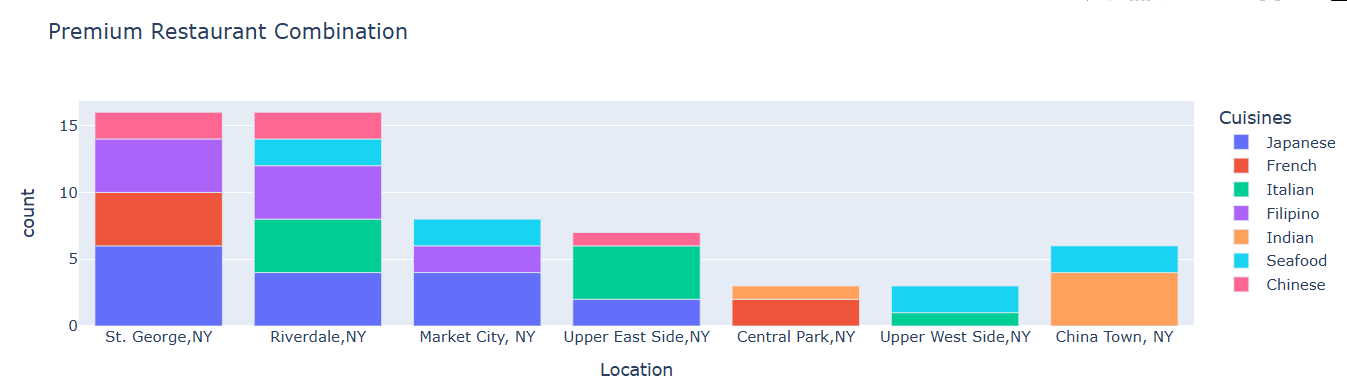 Premium Restaurant Combination
count
15
10
5
0
St. George,NY
Riverdale,NY
Market City, NY
Upper East Side,NY
Central Park,NY
Upper West Side,NY
China Town, NY
Location
Cuisines
Japanese
French
Italian
Filipino
Indian
Seafood
Chinese